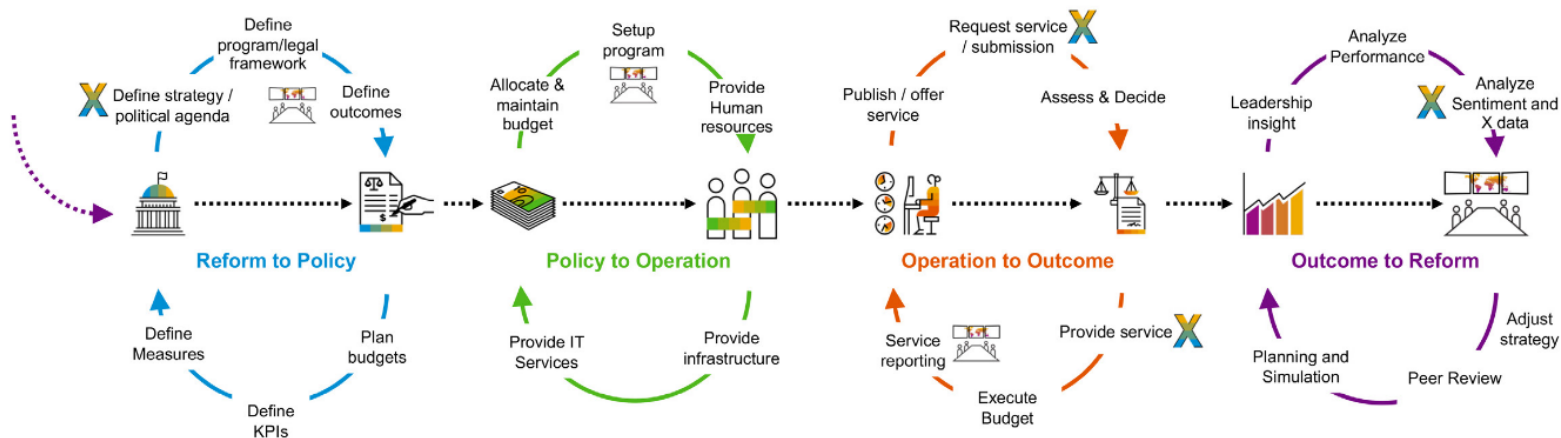 Define
program/legal
framework
Define strategy /
political agenda
Define
outcomes
Reform to Policy
Define
Measures
Plan
budgets
Define
KPIs
Setup
program
Allocate &
maintain
budget
Provide
Human
resources
Policy to Operation
Provide IT
Services
Provide
infrastructure
Request service
/ submission
X
Publish / offer
service
Assess & Decide
Operation to Outcome
Service
reporting
Provide service
X
Execute
Budget
Analyze
Performance
Leadership
insight
X
Analyze
Sentiment and
X data
Outcome to Reform
Adjust
strategy
Planning and
Simulation
Peer Review
X
$